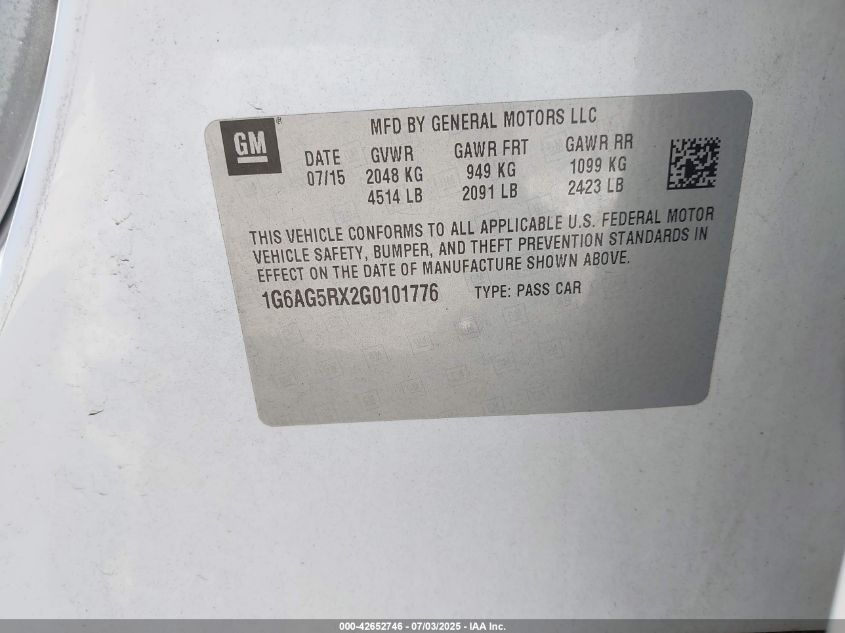 GM®
MFD BY GENERAL MOTORS LLC
DATE GVWR GAWR FRT GAWR RR
07/15 2048 KG 949 KG 1099 KG
4514 LB 2091 LB 2423 LB
THIS VEHICLE CONFORMS TO ALL APPLICABLE U.S. FEDERAL MOTOR
VEHICLE SAFETY, BUMPER, AND THEFT PREVENTION STANDARDS IN
EFFECT ON THE DATE OF MANUFACTURE SHOWN ABOVE.
1G6AG5RX2G0101776 TYPE: PASS CAR
000-42652746 - 07/03/2025 - IAA Inc.